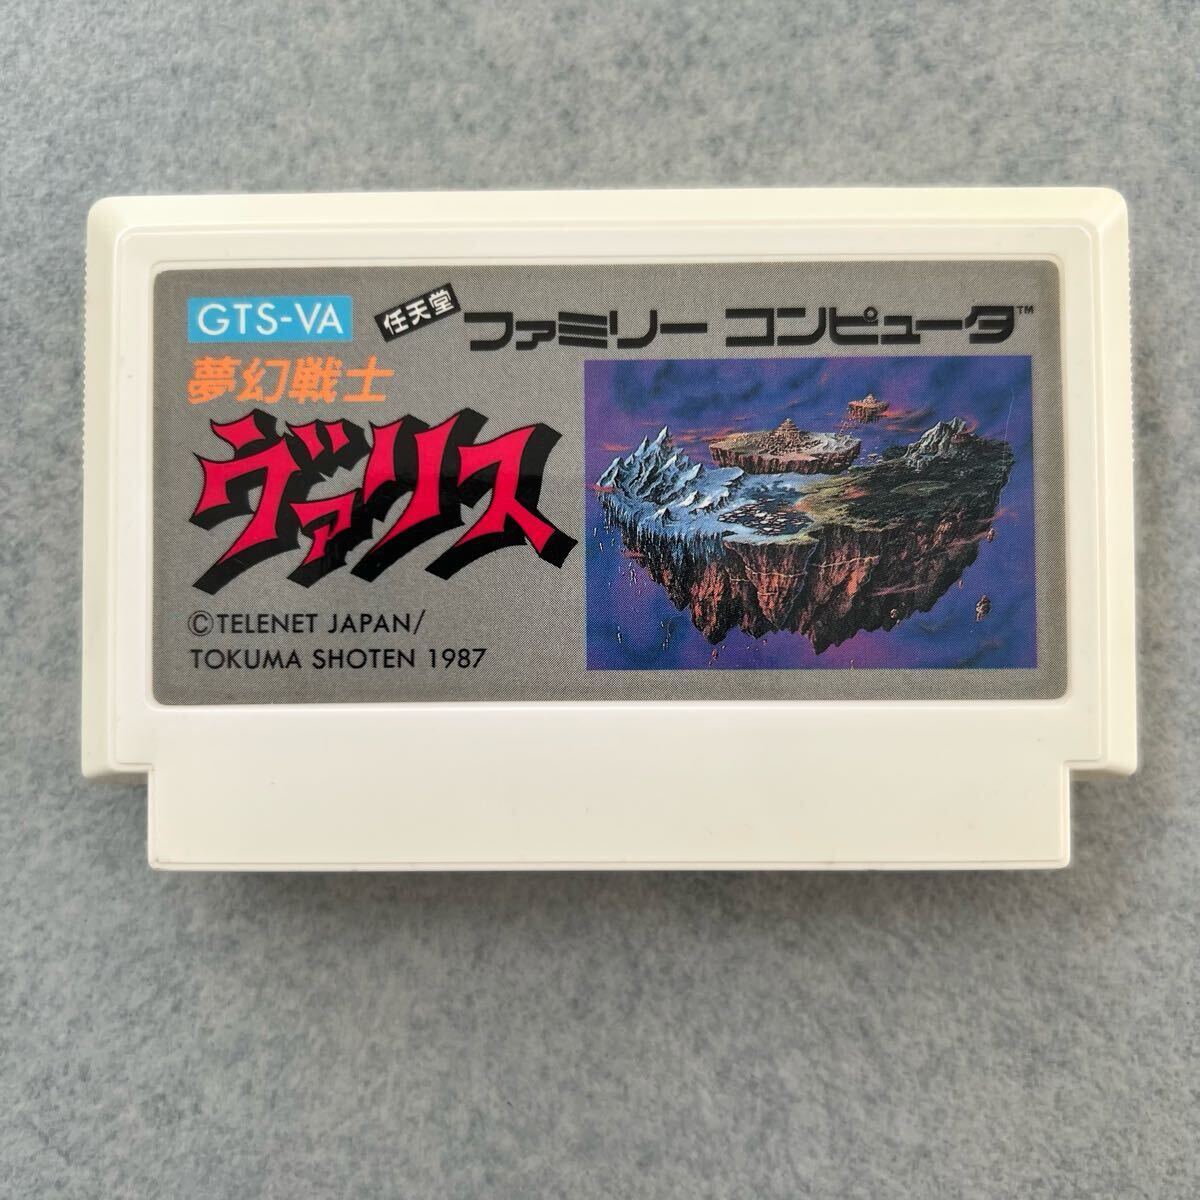 GTS-VA
任天堂
ファミリー コンピュータ™
夢幻戦士
ヴァリス
©TELENET JAPAN/
TOKUMA SHOTEN 1987